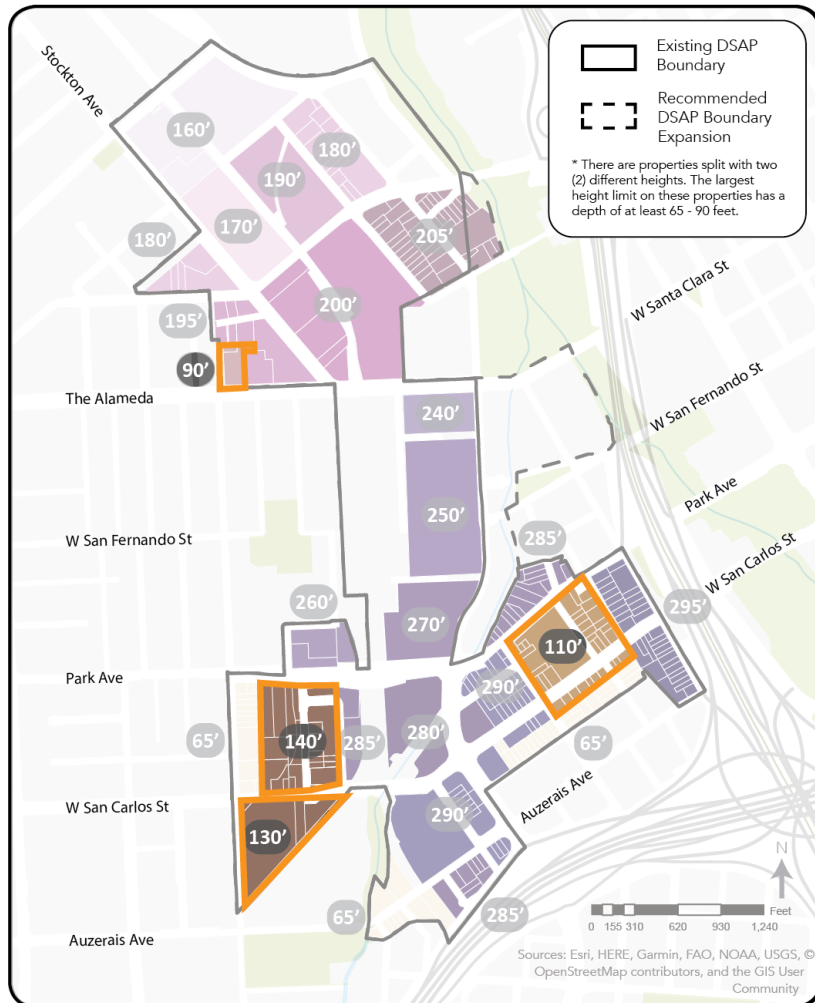 Stockton Ave
Existing DSAP
Boundary
Recommended
DSAP Boundary
Expansion
* There are properties split with two
(2) different heights. The largest
height limit on these properties has a
depth of at least 65 - 90 feet.
160'
180'
190'
170'
180'
205'
200'
195'
90'
W Santa Clara St
The Alameda
240'
W San Fernando St
250'
Park Ave
W San Fernando St
285'
W San Carlos St
260'
295'
270'
110'
Park Ave
290'
65'
140'
285'
280'
65'
W San Carlos St
Auzerais Ave
130'
290'
65'
285'
Auzerais Ave
N
Feet
0 155 310 620 930 1,240
Sources: Esri, HERE, Garmin, FAO, NOAA, USGS, ©
OpenStreetMap contributors, and the GIS User
Community